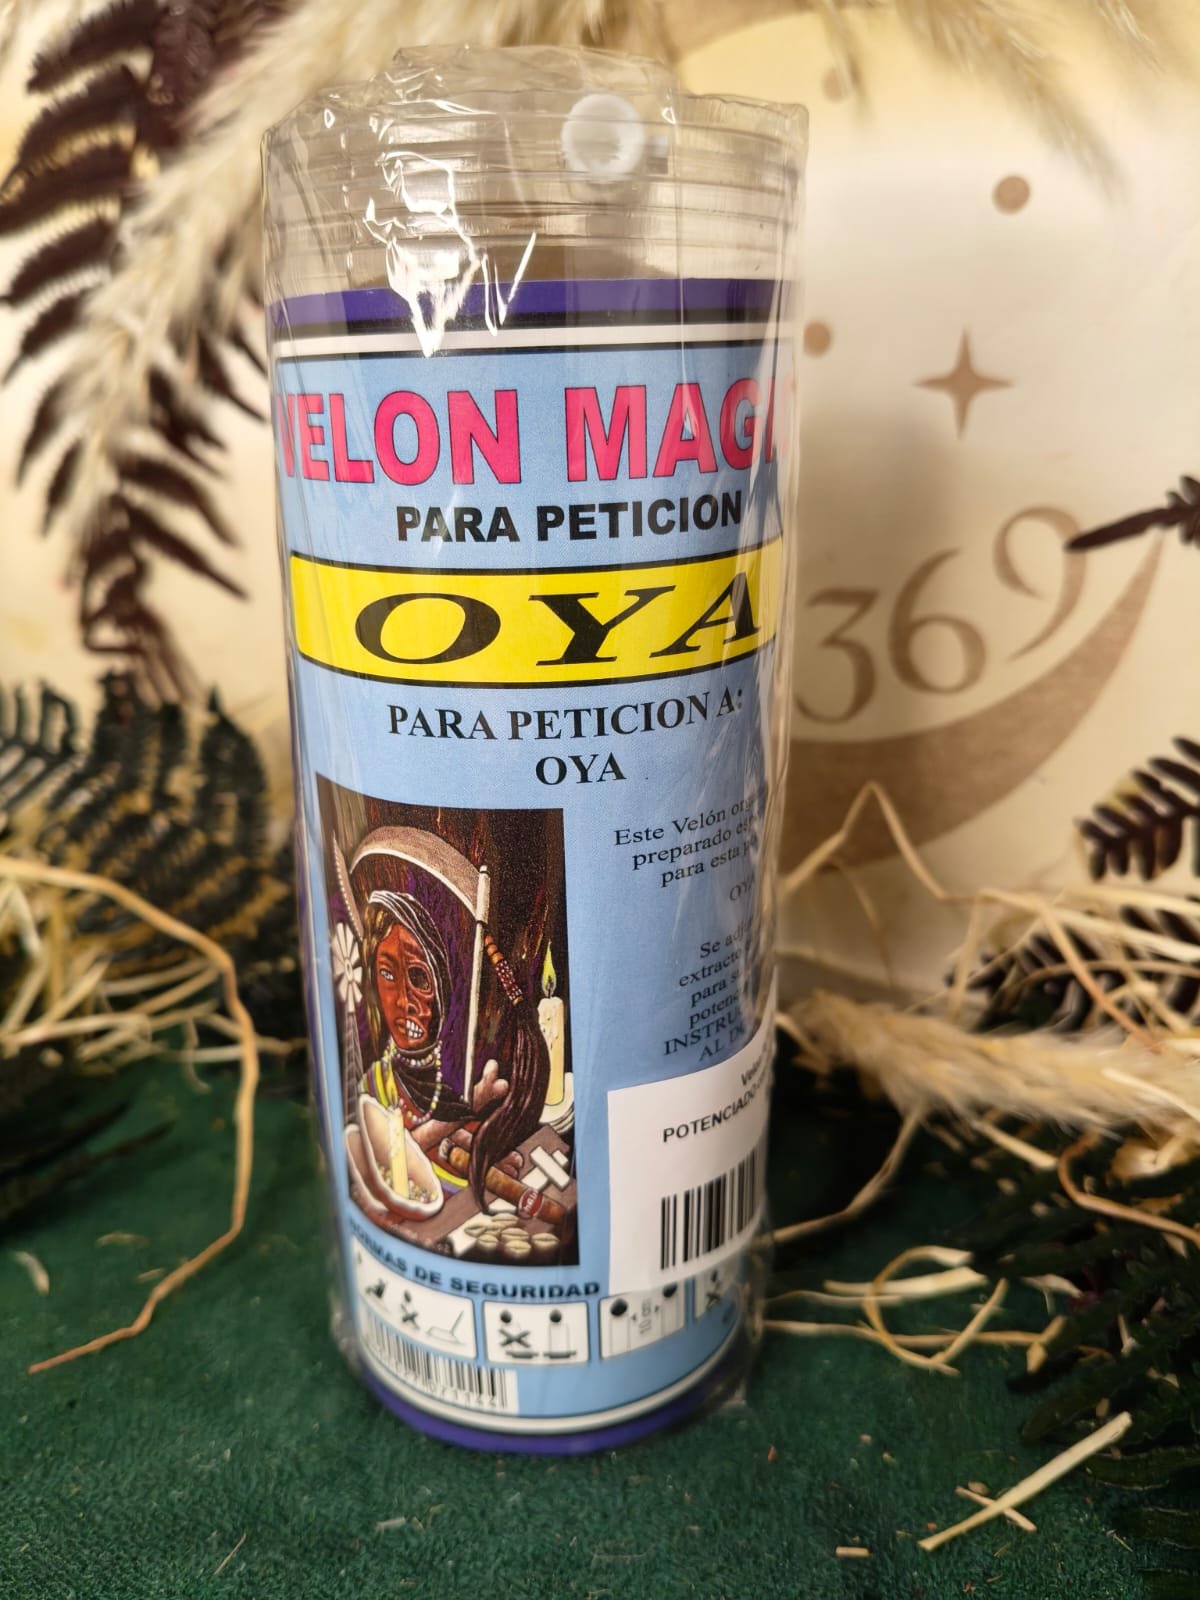 VELON MAGI
PARA PETICION
OYA
PARA PETICION A:
OYA
Este Velón
preparado
para esta
OYA
Se
extracto
para
INSTRU
AL
Velon
POTENCIADO
NORMAS DE SEGURIDAD
369